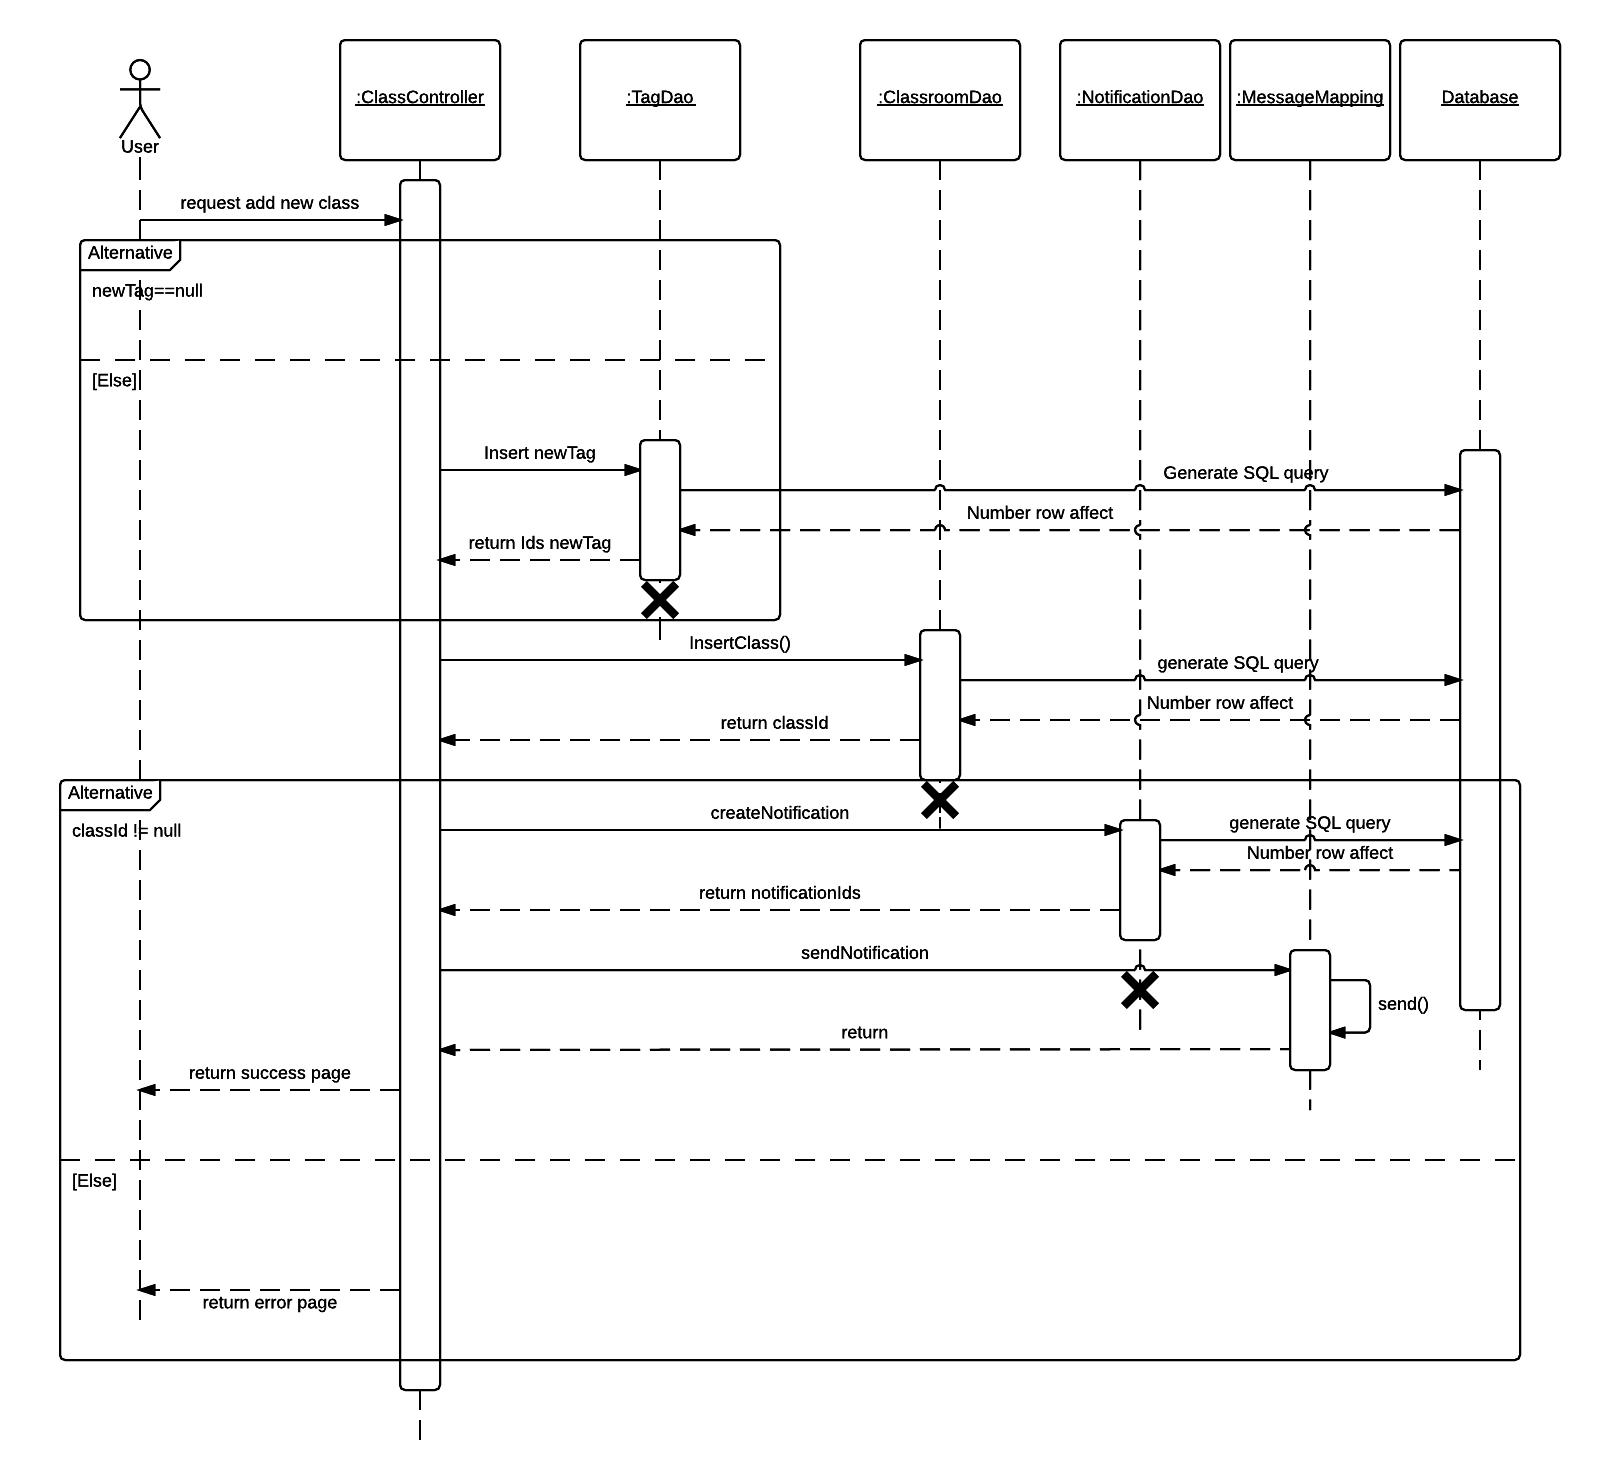 :ClassController
:TagDao
:ClassroomDao
:NotificationDao
:MessageMapping
Database
User
request add new class
Alternative
newTag==null
[Else]
Insert newTag
Generate SQL query
Number row affect
return Ids newTag
InsertClass()
generate SQL query
Number row affect
return classId
Alternative
classId != null
createNotification
generate SQL query
Number row affect
return notificationIds
sendNotification
send()
return
return success page
[Else]
return error page